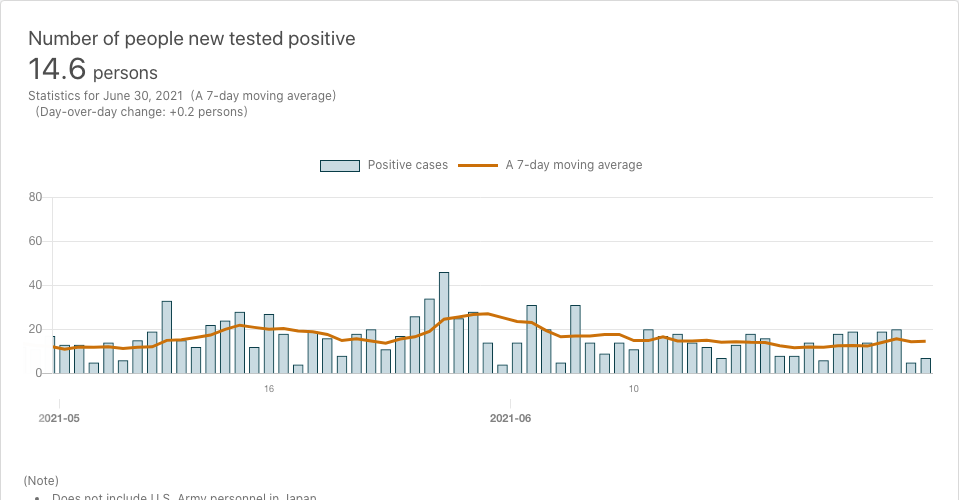 Number of people new tested positive
14.6 persons
Statistics for June 30, 2021 (A 7-day moving average)
(Day-over-day change: +0.2 persons)
Positive cases A 7-day moving average
80
60
40
20
0
16 10
2021-05 2021-06
(Note)
• Does not include U.S. Army personnel in Japan